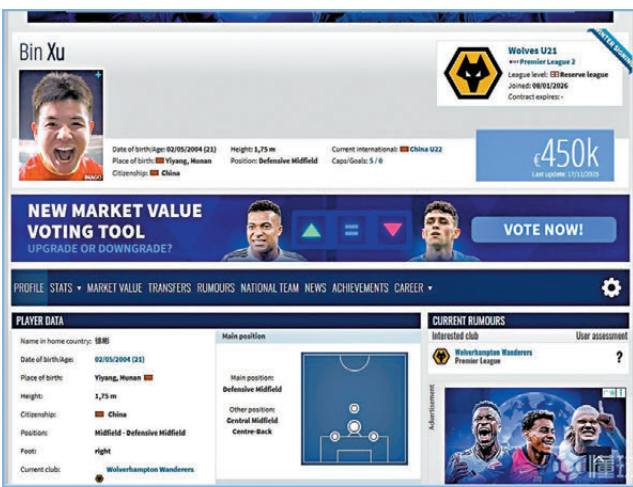 Bin Xu
WINTER SIGNING
Wolves U21
Premier League 2
League level: Reserve league
Joined: 08/01/2026
Contract expires: -
IMAGO
Date of birth/Age: 02/05/2004 (21)
Place of birth: Yiyang, Hunan
Citizenship: China
Height: 1,75 m
Position: Defensive Midfield
Current international: China U22
Caps/Goals: 5 / 0
€450k
Last update: 17/12/2025
NEW MARKET VALUE
VOTING TOOL
UPGRADE OR DOWNGRADE?
VOTE NOW!
PROFILE STATS MARKET VALUE TRANSFERS RUMOURS NATIONAL TEAM NEWS ACHIEVEMENTS CAREER
PLAYER DATA
Name in home country: 徐彬
Date of birth/Age: 02/05/2004 (21)
Place of birth: Yiyang, Hunan
Height: 1,75 m
Citizenship: China
Position: Midfield - Defensive Midfield
Foot: right
Current club: Wolverhampton Wanderers
Main position
Main position:
Defensive Midfield
Other position:
Central Midfield
Centre-Back
CURRENT RUMOURS
Interested club User assessment
Wolverhampton Wanderers
Premier League
?
Advertisement